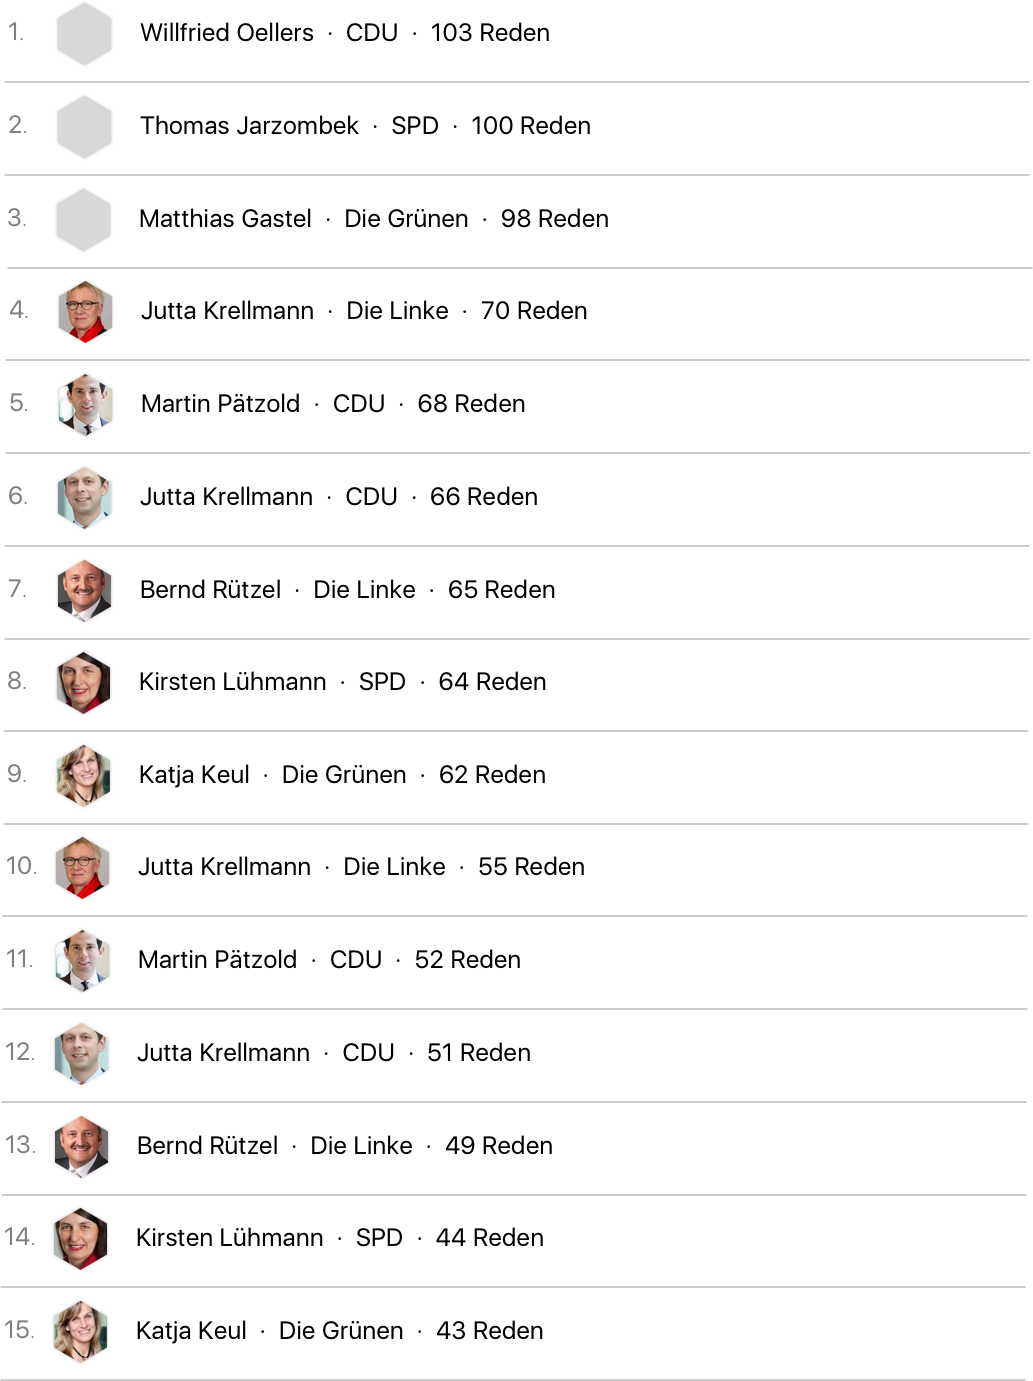 1. Willfried Oellers · CDU · 103 Reden
2. Thomas Jarzombek · SPD · 100 Reden
3. Matthias Gastel · Die Grünen · 98 Reden
4. Jutta Krellmann · Die Linke · 70 Reden
5. Martin Pätzold · CDU · 68 Reden
6. Jutta Krellmann · CDU · 66 Reden
7. Bernd Rützel · Die Linke · 65 Reden
8. Kirsten Lühmann · SPD · 64 Reden
9. Katja Keul · Die Grünen · 62 Reden
10. Jutta Krellmann · Die Linke · 55 Reden
11. Martin Pätzold · CDU · 52 Reden
12. Jutta Krellmann · CDU · 51 Reden
13. Bernd Rützel · Die Linke · 49 Reden
14. Kirsten Lühmann · SPD · 44 Reden
15. Katja Keul · Die Grünen · 43 Reden